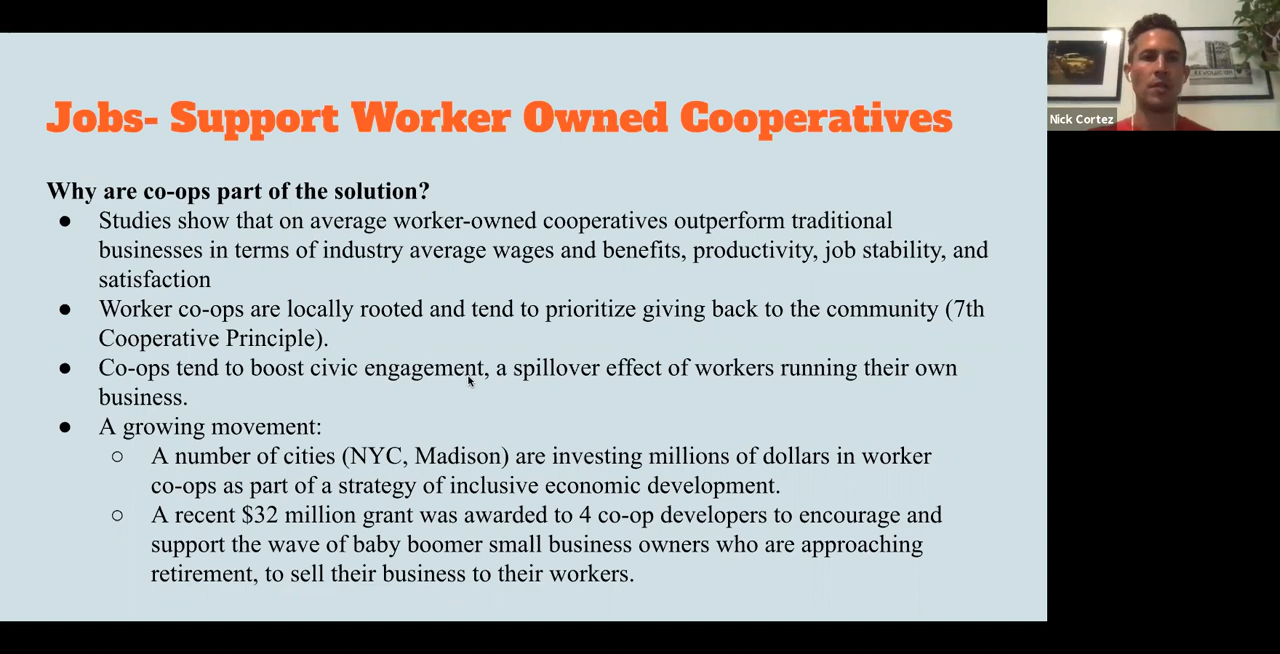 Jobs- Support Worker Owned Cooperatives
Why are co-ops part of the solution?
● Studies show that on average worker-owned cooperatives outperform traditional
businesses in terms of industry average wages and benefits, productivity, job stability, and
satisfaction
● Worker co-ops are locally rooted and tend to prioritize giving back to the community (7th
Cooperative Principle).
● Co-ops tend to boost civic engagement, a spillover effect of workers running their own
business.
● A growing movement:
○ A number of cities (NYC, Madison) are investing millions of dollars in worker
co-ops as part of a strategy of inclusive economic development.
○ A recent $32 million grant was awarded to 4 co-op developers to encourage and
support the wave of baby boomer small business owners who are approaching
retirement, to sell their business to their workers.
Nick Cortez